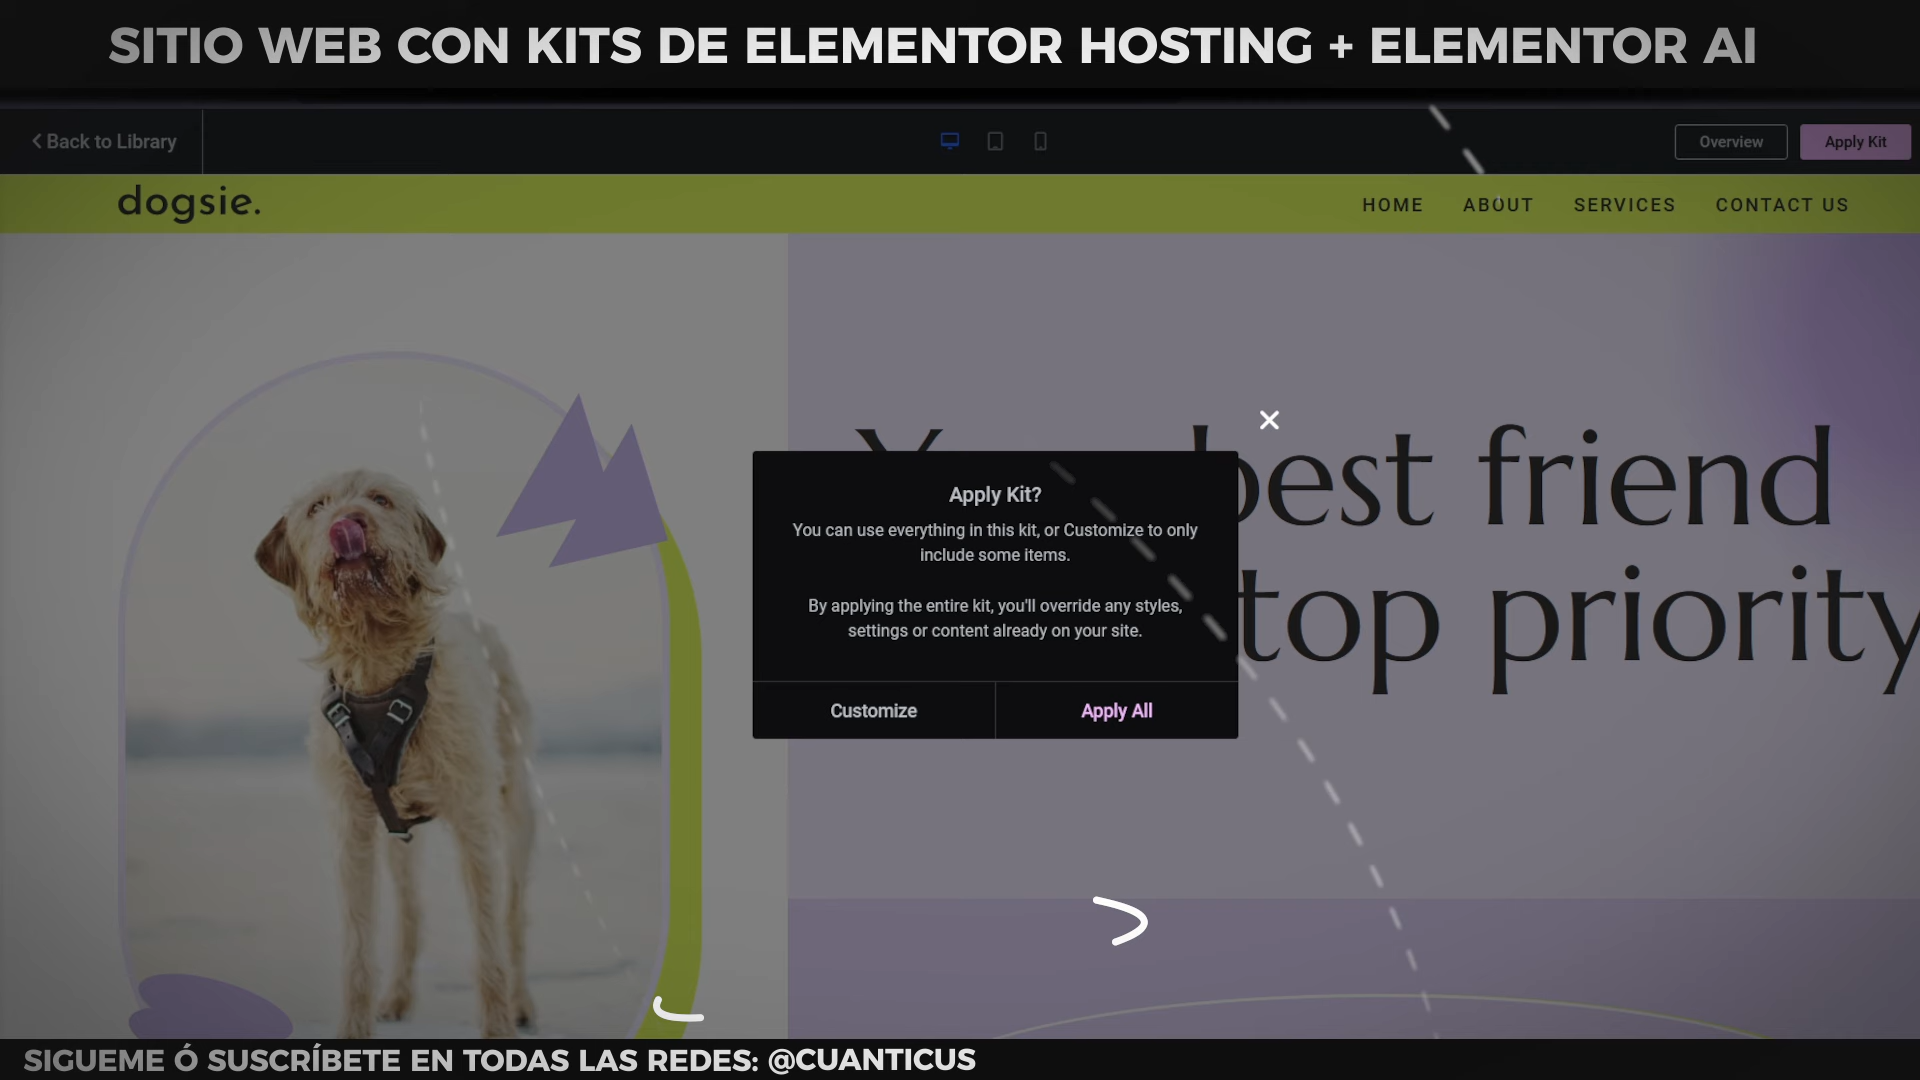 SITIO WEB CON KITS DE ELEMENTOR HOSTING + ELEMENTOR AI
Back to Library
Overview
Apply Kit
dogsie.
HOME
ABOUT
SERVICES
CONTACT US
best friend
top priority
Apply Kit?
You can use everything in this kit, or Customize to only
include some items.
By applying the entire kit, you'll override any styles,
settings or content already on your site.
Customize
Apply All
SIGUEME Ó SUSCRÍBETE EN TODAS LAS REDES: @CUANTICUS